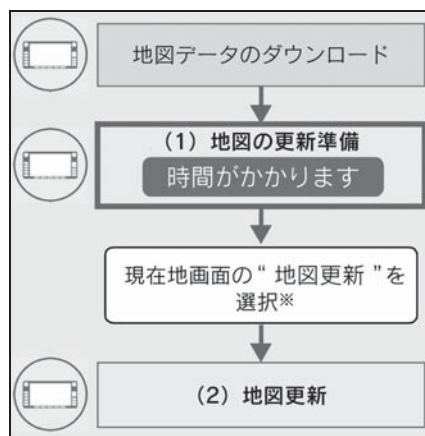 地図データのダウンロード
(1) 地図の更新準備
時間がかかります
現在地画面の“地図更新”を
選択※
(2) 地図更新